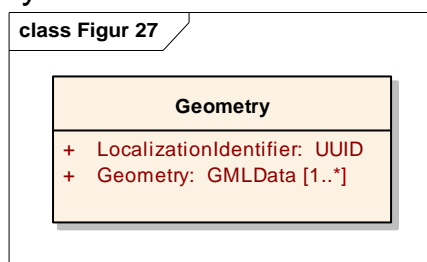 class Figur 27
Geometry
+ LocalizationIdentifier: UUID
+ Geometry: GMLData [1..*]